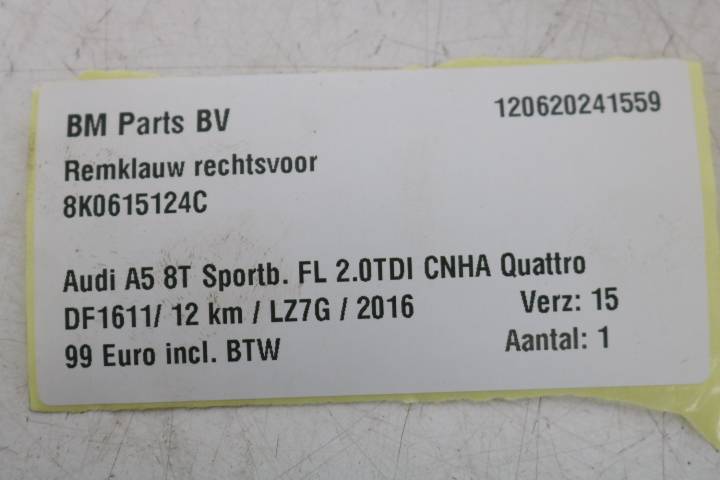 BM Parts BV 120620241559
Remklauw rechtsvoor
8K0615124C
Audi A5 8T Sportb. FL 2.0TDI CNHA Quattro
DF1611/ 12 km / LZ7G / 2016 Verz: 15
99 Euro incl. BTW Aantal: 1